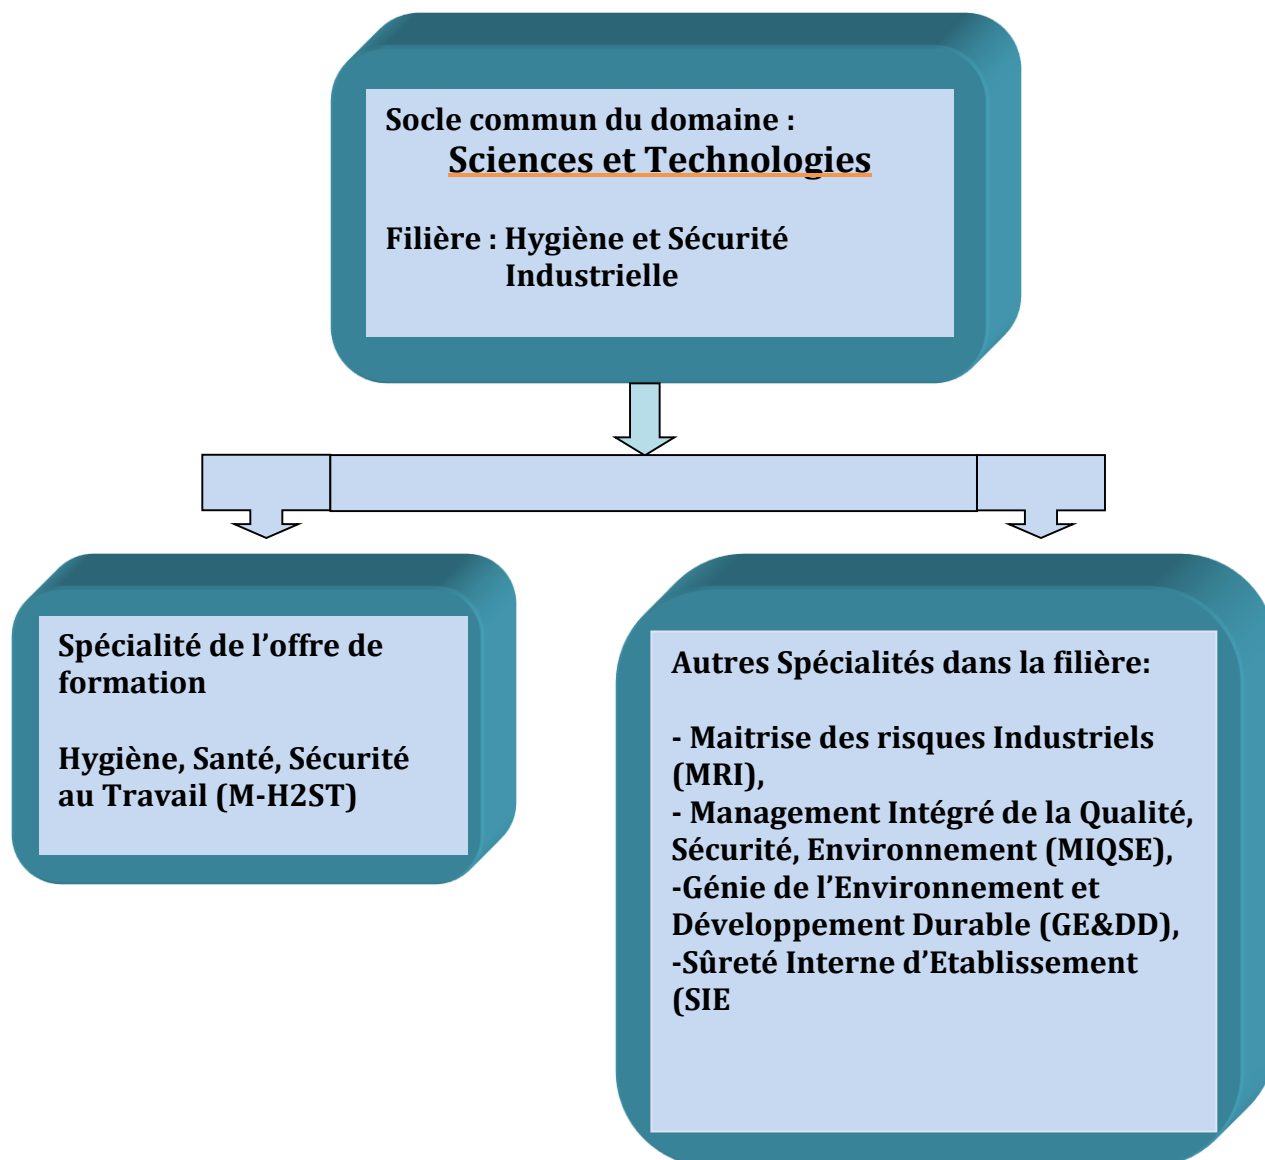 Socle commun du domaine :
Sciences et Technologies
Filière : Hygiène et Sécurité
Industrielle
Spécialité de l’offre de
formation
Hygiène, Santé, Sécurité
au Travail (M-H2ST)
Autres Spécialités dans la filière:
- Maitrise des risques Industriels
(MRI),
- Management Intégré de la Qualité,
Sécurité, Environnement (MIQSE),
-Génie de l’Environnement et
Développement Durable (GE&DD),
-Sûreté Interne d’Etablissement
(SIE